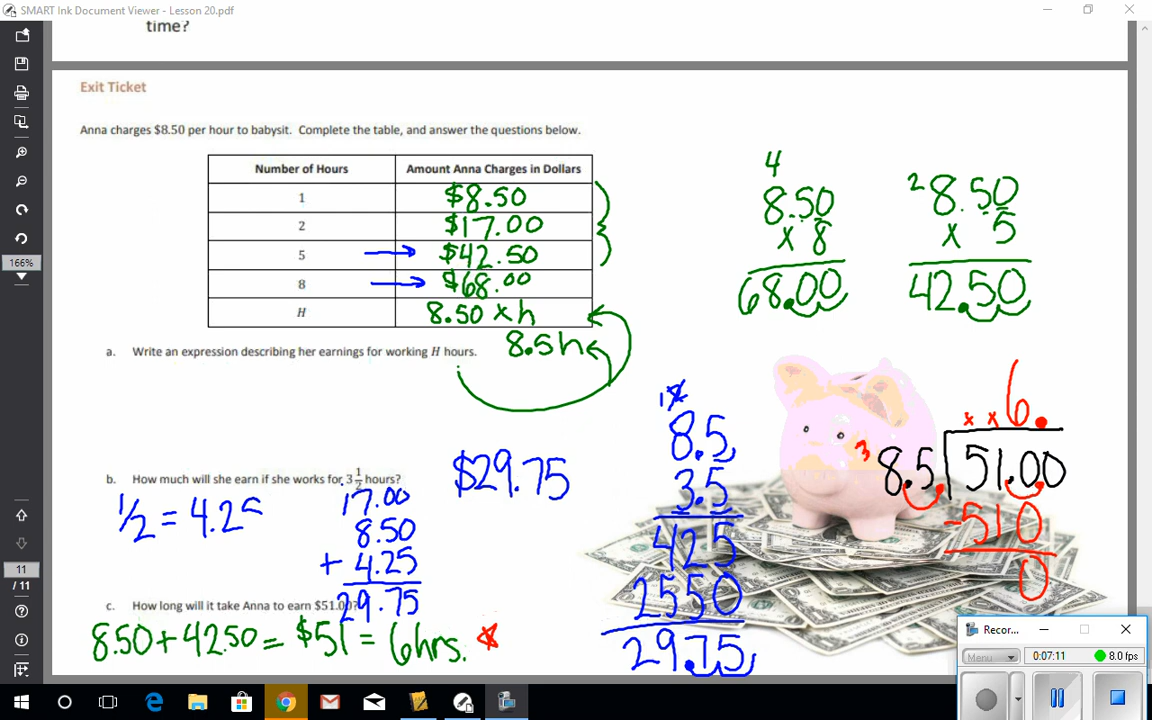 SMART Ink Document Viewer - Lesson 20.pdf
time?
Exit Ticket
Anna charges $8.50 per hour to babysit. Complete the table, and answer the questions below.
Number of Hours Amount Anna Charges in Dollars
1 $8.50
2 $17.00
5 $42.50
8 $68.00
H 8.50 x h
8.5h
a. Write an expression describing her earnings for working H hours.
4
8.50
x 8
68.00
2
8.50
x 5
42.50
b. How much will she earn if she works for 3 1/2 hours?
1/2 = 4.25
17.00
8.50
+ 4.25
29.75
$29.75
8.5
3.5
425
2550
29.75
x x 6.
3
8.5 51.00
-510
0
c. How long will it take Anna to earn $51.00?
8.50 + 42.50 = $51 = 6hrs.
166%
11
/ 11
Recor...
Menu
0:07:11
8.0 fps